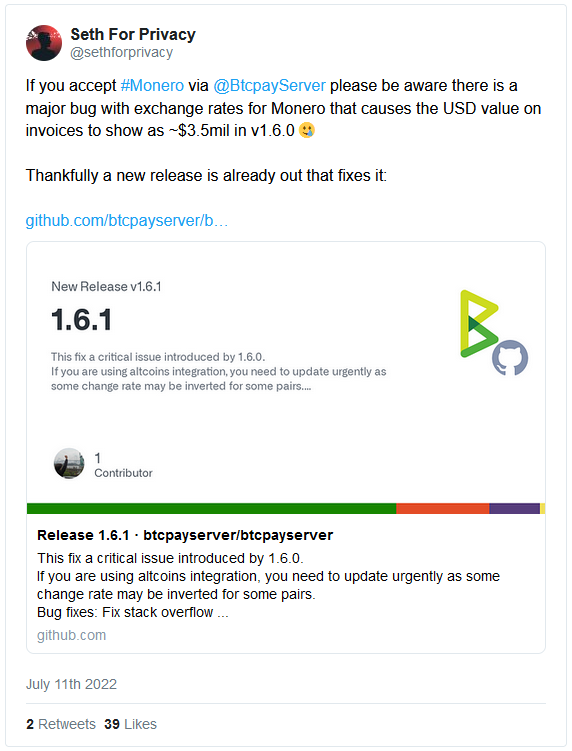 Seth For Privacy
@sethforprivacy
If you accept #Monero via @BtcpayServer please be aware there is a
major bug with exchange rates for Monero that causes the USD value on
invoices to show as ~$3.5mil in v1.6.0 🥲
Thankfully a new release is already out that fixes it:
github.com/btcpayserver/b…
New Release v1.6.1
1.6.1
This fix a critical issue introduced by 1.6.0.
If you are using altcoins integration, you need to update urgently as
some change rate may be inverted for some pairs....
1
Contributor
Release 1.6.1 · btcpayserver/btcpayserver
This fix a critical issue introduced by 1.6.0.
If you are using altcoins integration, you need to update urgently as some
change rate may be inverted for some pairs.
Bug fixes: Fix stack overflow ...
github.com
July 11th 2022
2 Retweets 39 Likes